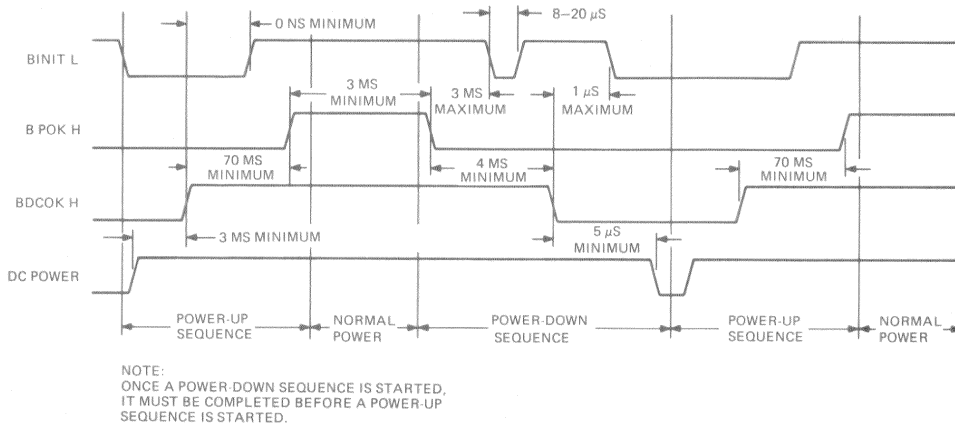 8–20 μS
0 NS MINIMUM
BINIT L
3 MS
MINIMUM
3 MS
MAXIMUM
1 μS
MAXIMUM
B POK H
70 MS
MINIMUM
4 MS
MINIMUM
70 MS
MINIMUM
BDCOK H
3 MS MINIMUM
5 μS
MINIMUM
DC POWER
POWER-UP
SEQUENCE
NORMAL
POWER
POWER-DOWN
SEQUENCE
POWER-UP
SEQUENCE
NORMAL
POWER
NOTE:
ONCE A POWER-DOWN SEQUENCE IS STARTED,
IT MUST BE COMPLETED BEFORE A POWER-UP
SEQUENCE IS STARTED.